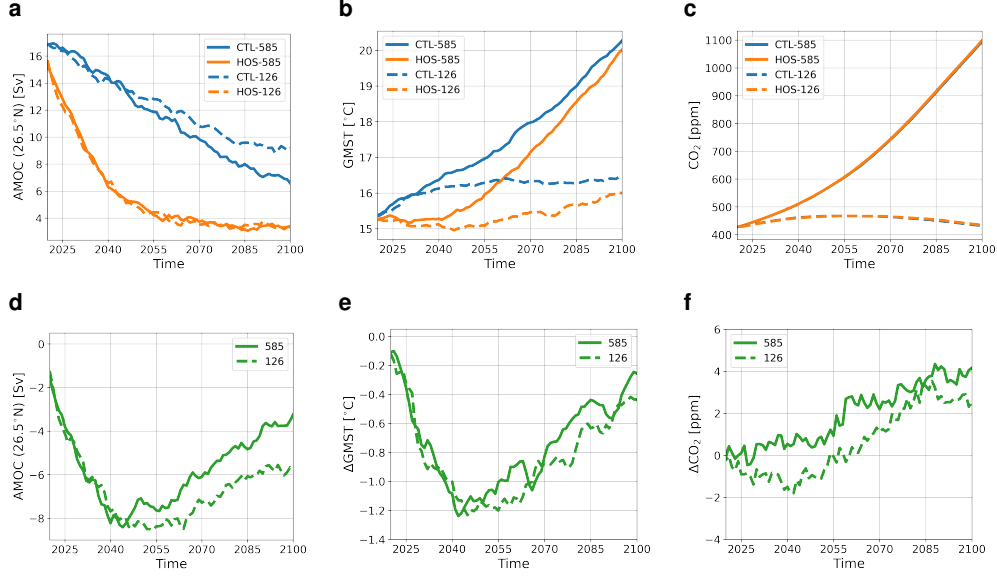 a
AMOC (26.5°N) [Sv]
16
14
12
10
8
6
4
CTL-585
HOS-585
CTL-126
HOS-126
2025 2040 2055 2070 2085 2100
Time
b
GMST [°C]
20
19
18
17
16
15
CTL-585
HOS-585
CTL-126
HOS-126
2025 2040 2055 2070 2085 2100
Time
c
CO₂ [ppm]
1100
1000
900
800
700
600
500
400
CTL-585
HOS-585
CTL-126
HOS-126
2025 2040 2055 2070 2085 2100
Time
d
AMOC (26.5°N) [Sv]
0
−2
−4
−6
−8
585
126
2025 2040 2055 2070 2085 2100
Time
e
ΔGMST [°C]
0.0
−0.2
−0.4
−0.6
−0.8
−1.0
−1.2
−1.4
585
126
2025 2040 2055 2070 2085 2100
Time
f
ΔCO₂ [ppm]
6
4
2
0
−2
−4
585
126
2025 2040 2055 2070 2085 2100
Time